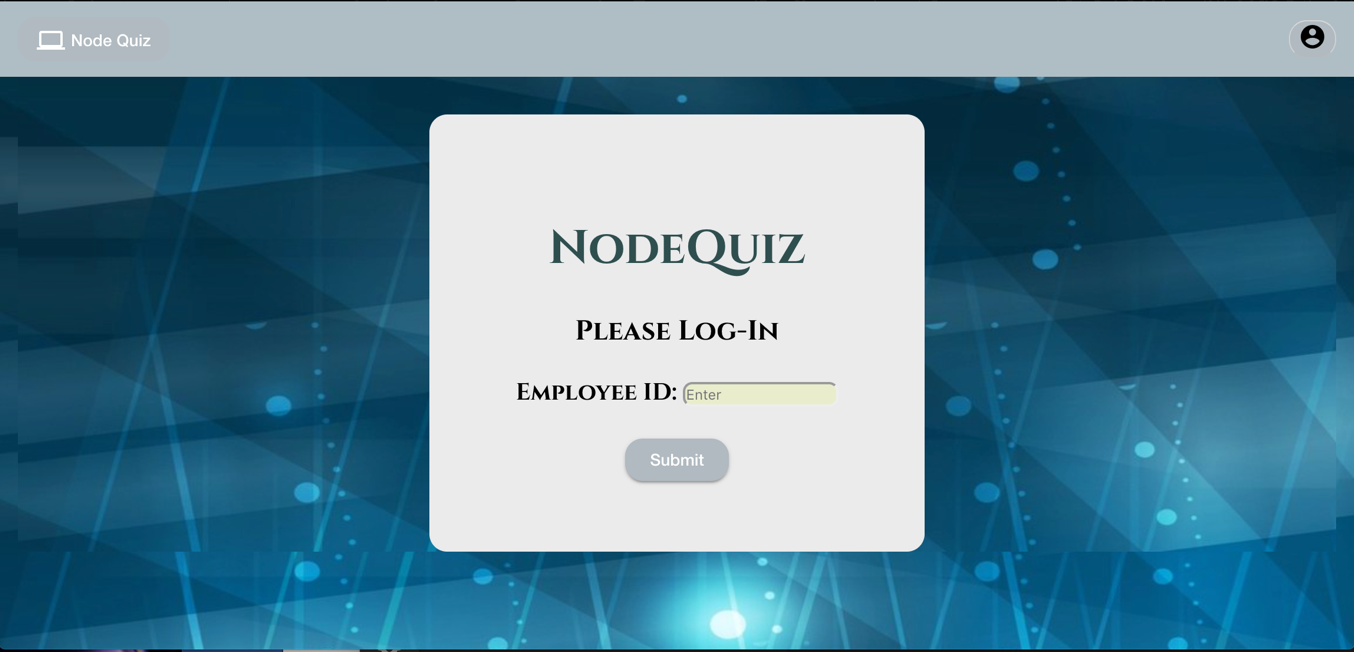 Node Quiz
NodeQuiz
Please Log-In
Employee ID: Enter
Submit